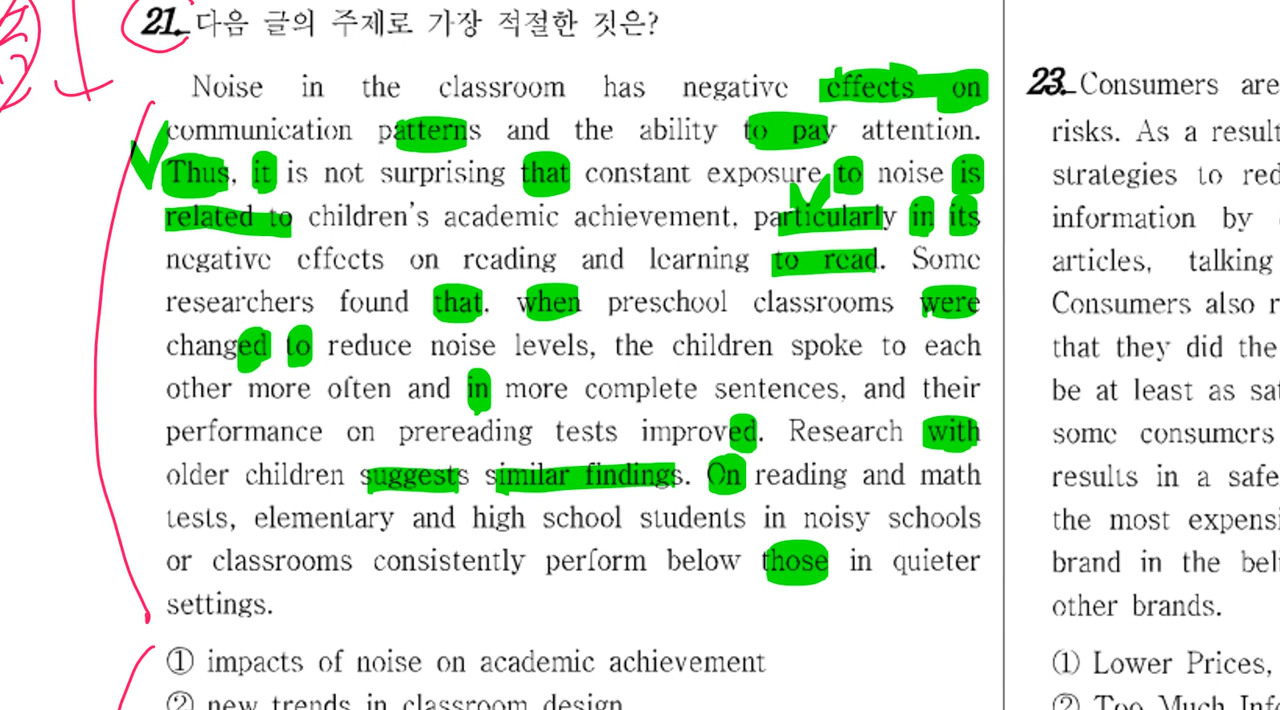 21. 다음 글의 주제로 가장 적절한 것은?
Noise in the classroom has negative effects on
communication patterns and the ability to pay attention.
Thus, it is not surprising that constant exposure to noise is
related to children's academic achievement, particularly in its
negative effects on reading and learning to read. Some
researchers found that, when preschool classrooms were
changed to reduce noise levels, the children spoke to each
other more often and in more complete sentences, and their
performance on prereading tests improved. Research with
older children suggests similar findings. On reading and math
tests, elementary and high school students in noisy schools
or classrooms consistently perform below those in quieter
settings.
① impacts of noise on academic achievement
② new trends in classroom design
23. Consumers are
risks. As a result
strategies to red
information by
articles, talking
Consumers also r
that they did the
be at least as sat
some consumers
results in a safe
the most expensi
brand in the beli
other brands.
① Lower Prices,
② Too Much Inf